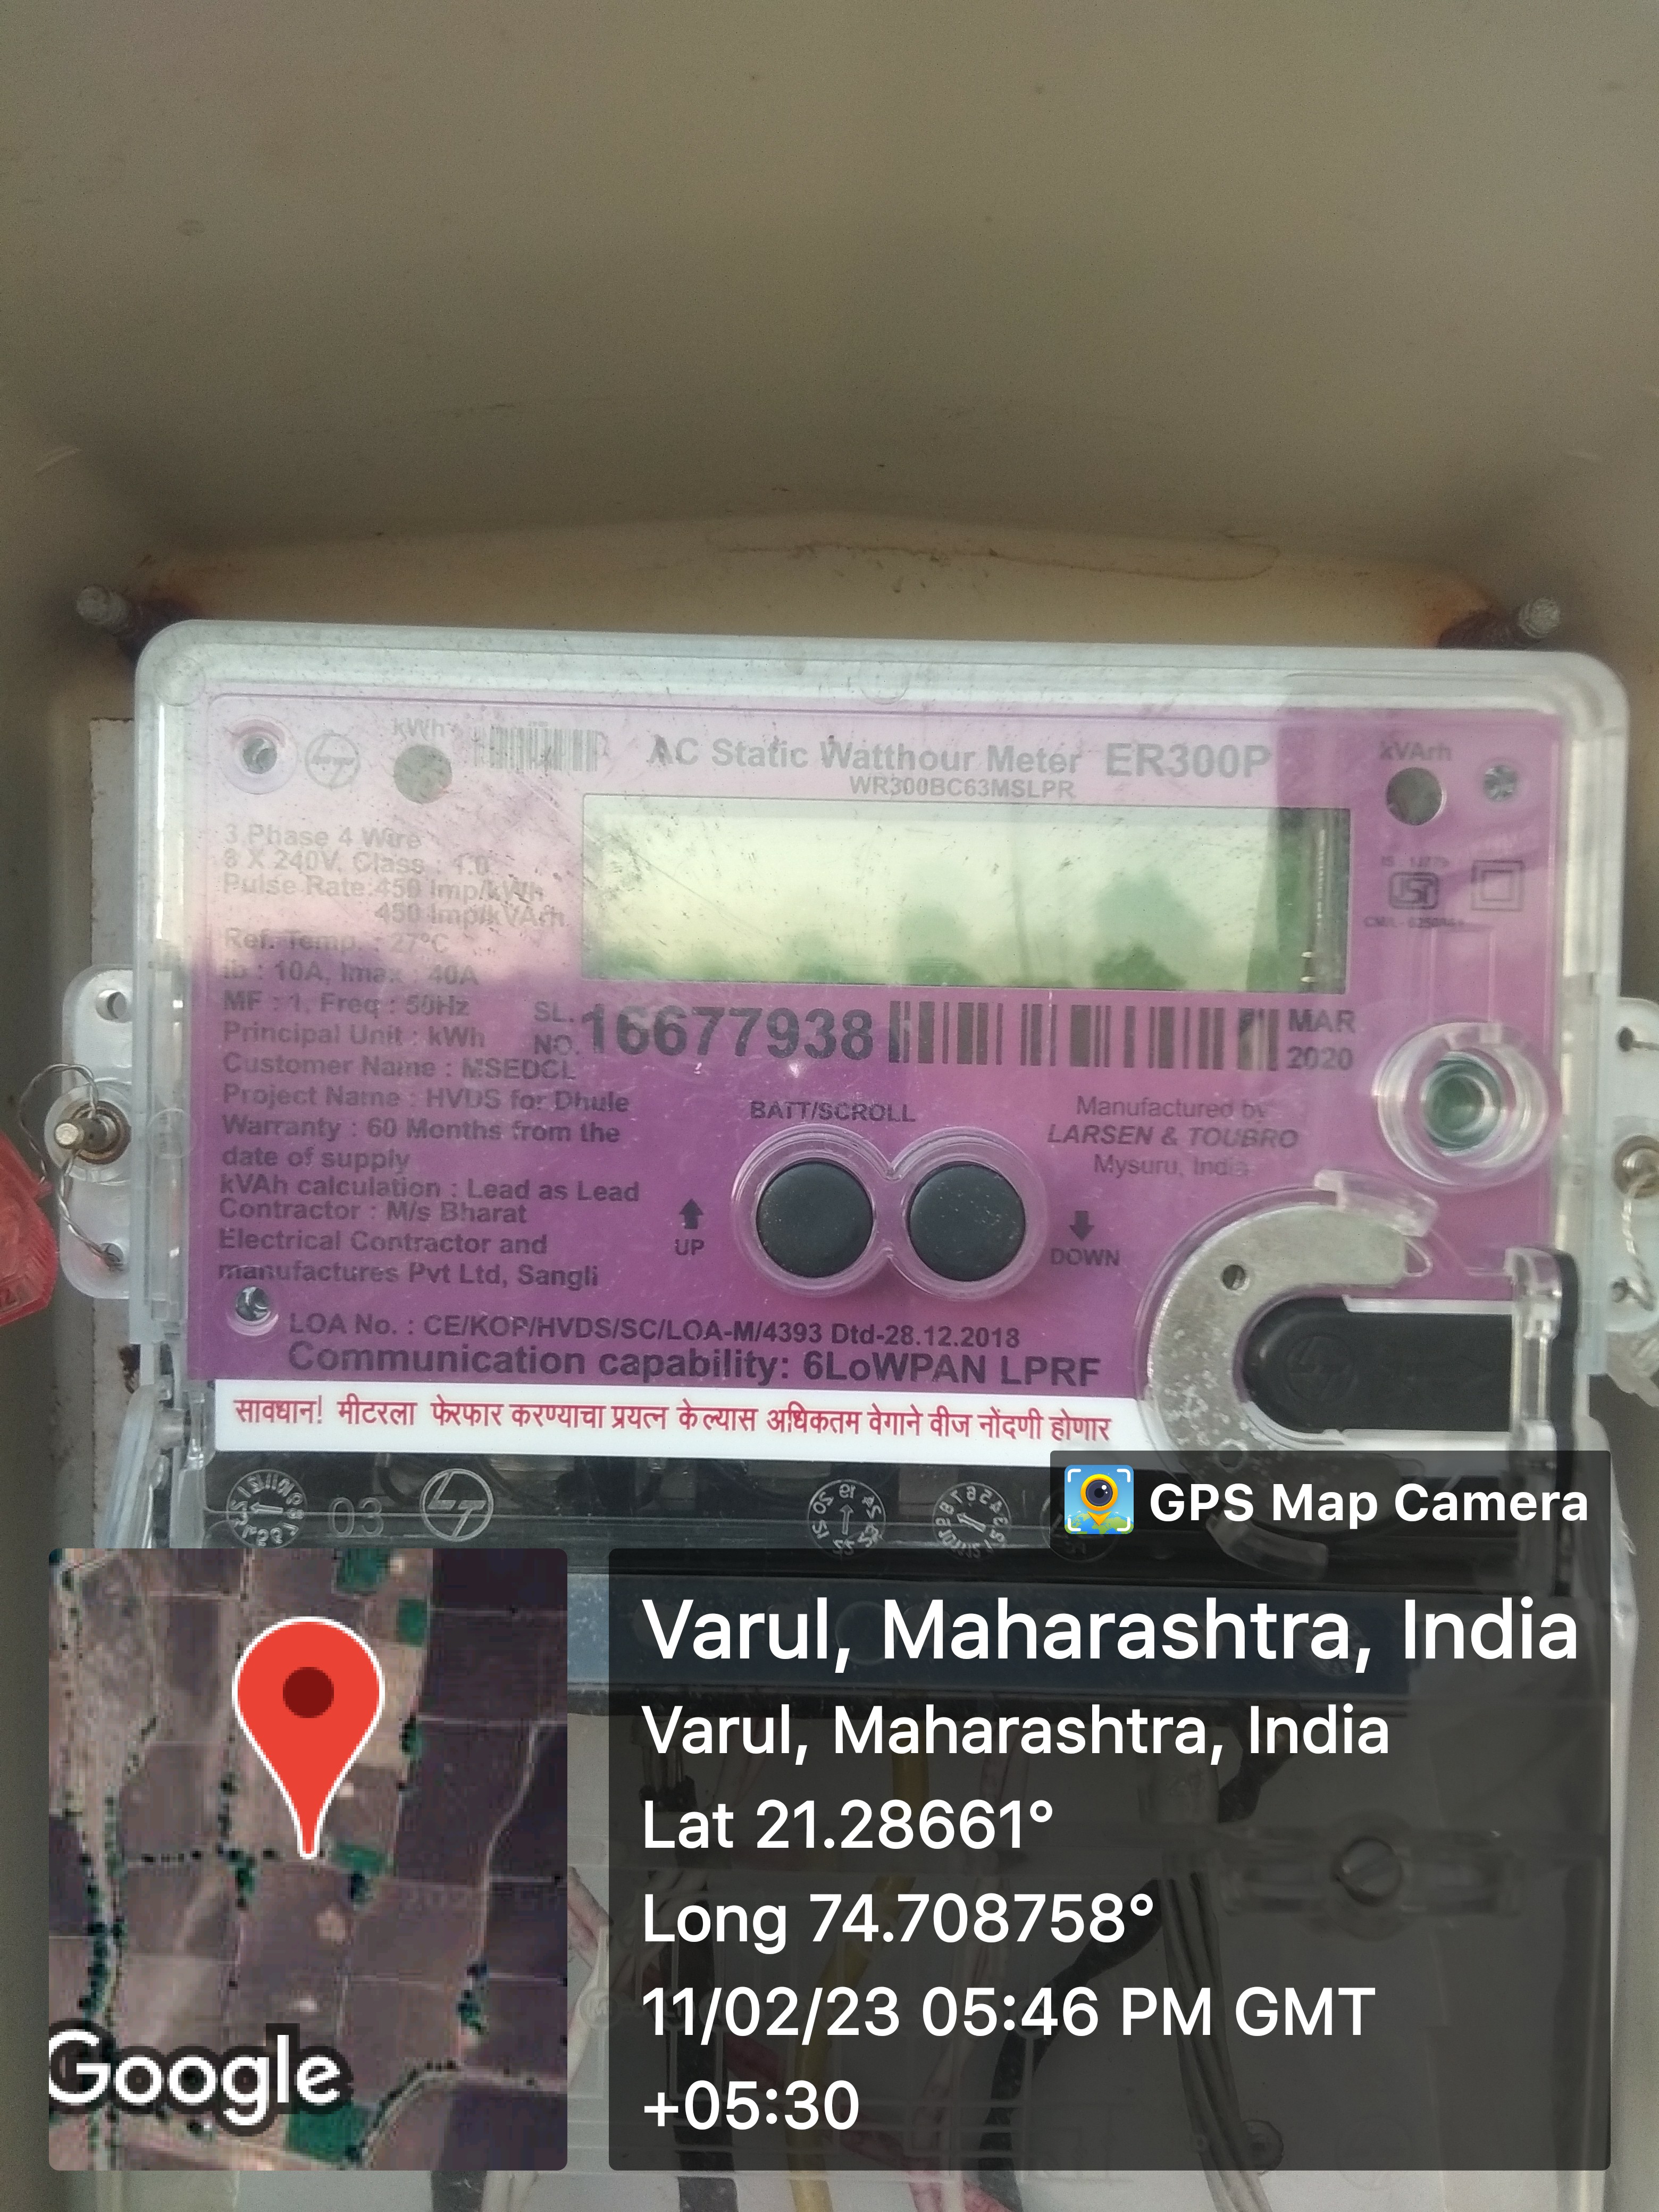 kWh
AC Static Watthour Meter ER300P
WR300BC63MSLPR
kVArh
3 Phase 4 Wire
3 X 240V, Class : 1.0
Pulse Rate:450 Imp/kWh
450 Imp/kVArh
Ref. Temp. : 27°C
Ib : 10A, Imax : 40A
MF : 1, Freq : 50Hz
Principal Unit : kWh
Customer Name : MSEDCL
Project Name : HVDS for Dhule
Warranty : 60 Months from the
date of supply
kVAh calculation : Lead as Lead
Contractor : M/s Bharat
Electrical Contractor and
manufactures Pvt Ltd, Sangli
SL. NO. 16677938
MAR
2020
BATT/SCROLL
UP
DOWN
Manufactured by
LARSEN & TOUBRO
Mysuru, India
LOA No. : CE/KOP/HVDS/SC/LOA-M/4393 Dtd-28.12.2018
Communication capability: 6LoWPAN LPRF
सावधान! मीटरला फेरफार करण्याचा प्रयत्न केल्यास अधिकतम वेगाने वीज नोंदणी होणार
03
LT
GPS Map Camera
Varul, Maharashtra, India
Varul, Maharashtra, India
Lat 21.28661°
Long 74.708758°
11/02/23 05:46 PM GMT
+05:30
Google